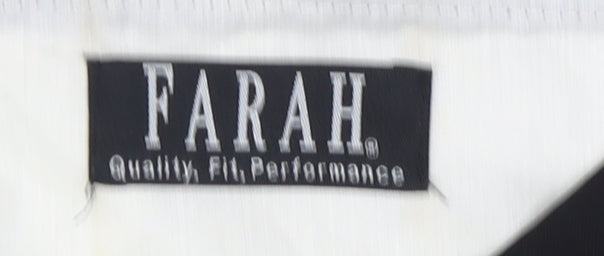 FARAH®
Quality, Fit, Performance